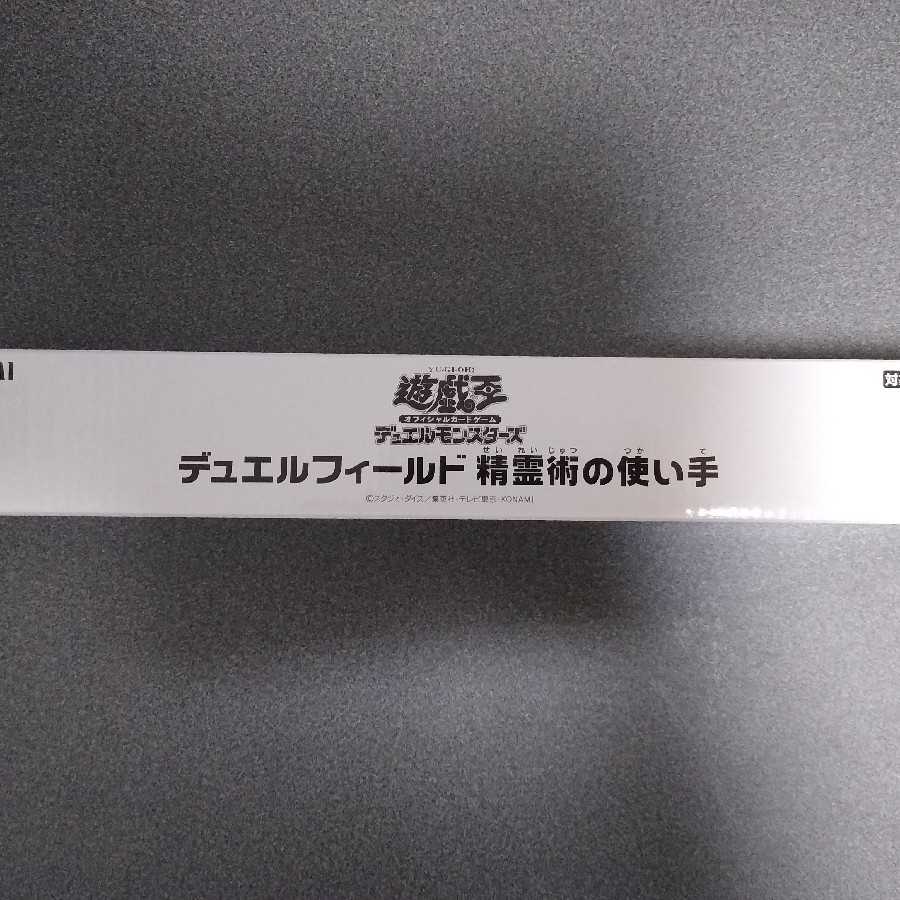 YU-GI-OH!
遊戯王
オフィシャルカードゲーム
デュエルモンスターズ
せい れい じゅつ つか て
デュエルフィールド 精霊術の使い手
©スタジオ・ダイス/集英社・テレビ東京・KONAMI
対